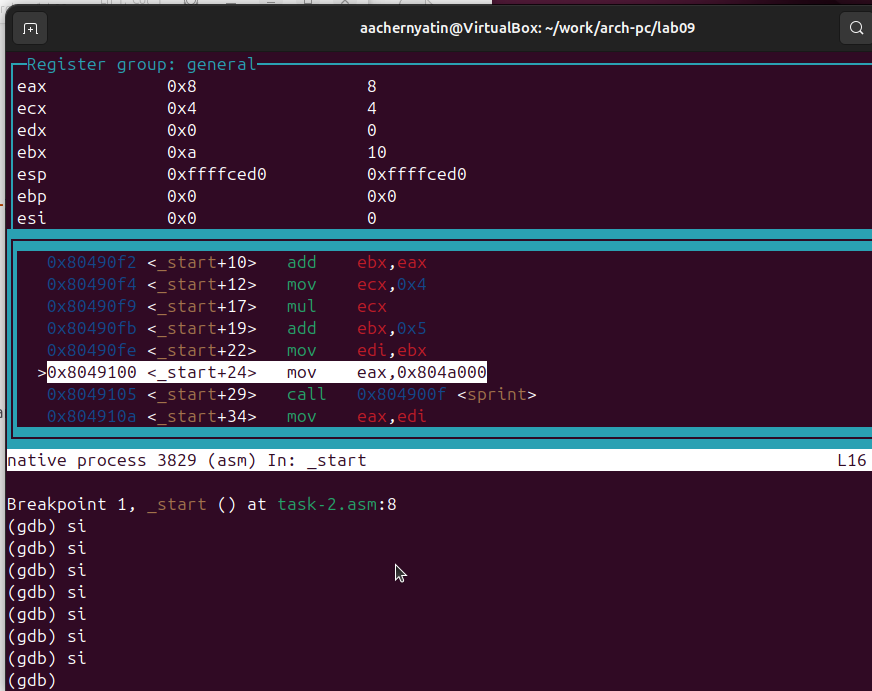 aachernyatin@VirtualBox: ~/work/arch-pc/lab09
Register group: general
eax 0x8 8
ecx 0x4 4
edx 0x0 0
ebx 0xa 10
esp 0xffffced0 0xffffced0
ebp 0x0 0x0
esi 0x0 0
0x80490f2 <_start+10> add ebx,eax
0x80490f4 <_start+12> mov ecx,0x4
0x80490f9 <_start+17> mul ecx
0x80490fb <_start+19> add ebx,0x5
0x80490fe <_start+22> mov edi,ebx
>0x8049100 <_start+24> mov eax,0x804a000
0x8049105 <_start+29> call 0x804900f <sprint>
0x804910a <_start+34> mov eax,edi
native process 3829 (asm) In: _start L16
Breakpoint 1, _start () at task-2.asm:8
(gdb) si
(gdb) si
(gdb) si
(gdb) si
(gdb) si
(gdb) si
(gdb) si
(gdb)